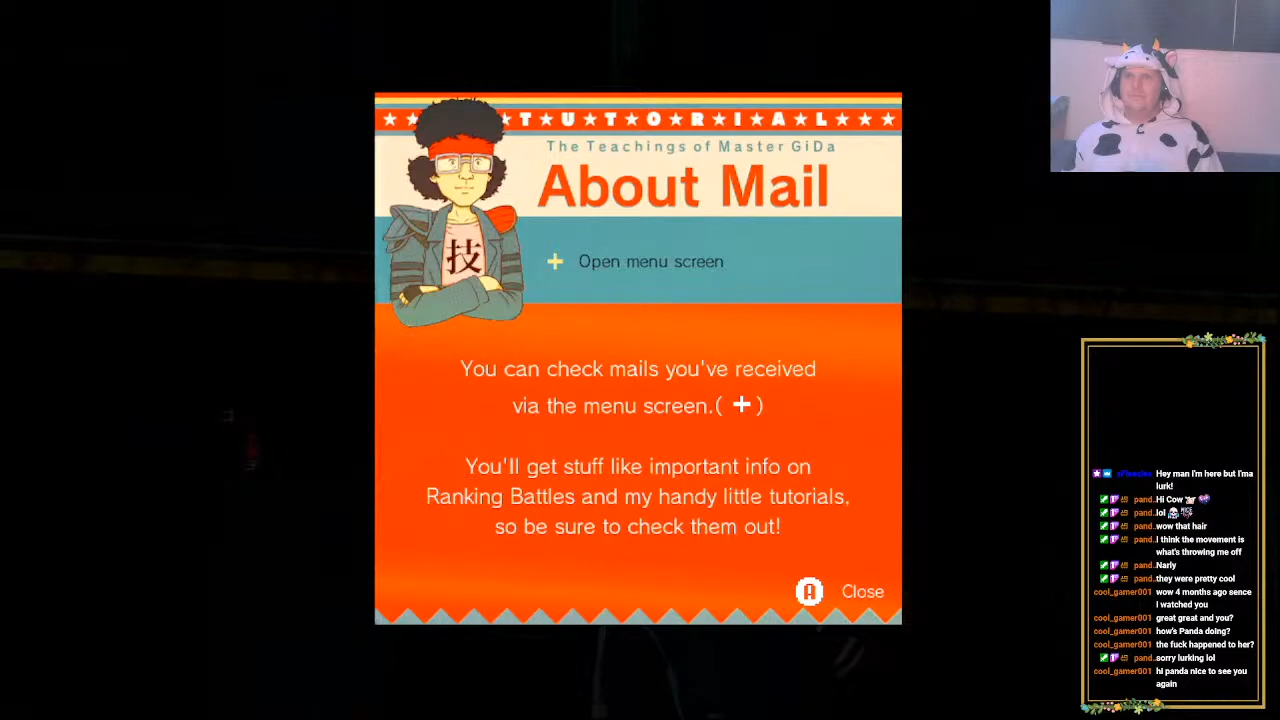 ★ ★ T ★ U ★ T ★ O ★ R ★ I ★ A ★ L ★ ★ ★
The Teachings of Master GiDa
About Mail
技
+ Open menu screen
You can check mails you've received
via the menu screen.( + )
You'll get stuff like important info on
Ranking Battles and my handy little tutorials,
so be sure to check them out!
A Close
Hey man I'm here but I'ma
lurk!
pand.. Hi Cow
pand.. lol
pand.. wow that hair
pand.. I think the movement is
what's throwing me off
pand.. Narly
pand.. they were pretty cool
cool_gamer001 wow 4 months ago sence
I watched you
cool_gamer001 great great and you?
cool_gamer001 how's Panda doing?
cool_gamer001 the fuck happened to her?
pand.. sorry lurking lol
cool_gamer001 hi panda nice to see you
again